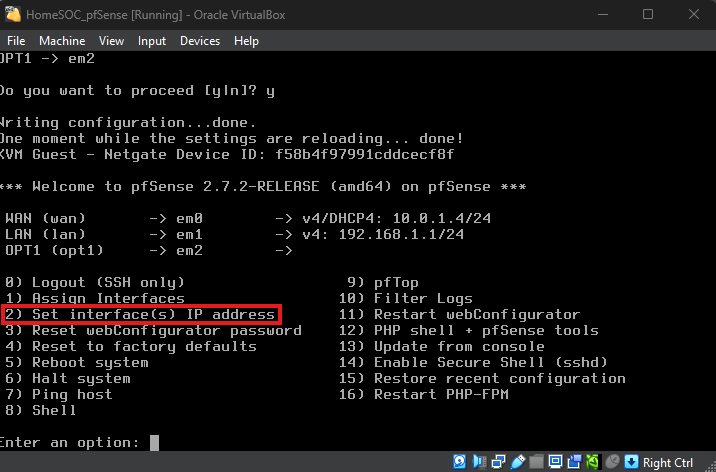 HomeSOC_pfSense [Running] - Oracle VirtualBox
File Machine View Input Devices Help
OPT1 -> em2
Do you want to proceed [y|n]? y
Writing configuration...done.
One moment while the settings are reloading... done!
KVM Guest - Netgate Device ID: f58b4f97991cddcecf8f
*** Welcome to pfSense 2.7.2-RELEASE (amd64) on pfSense ***
WAN (wan) -> em0 -> v4/DHCP4: 10.0.1.4/24
LAN (lan) -> em1 -> v4: 192.168.1.1/24
OPT1 (opt1) -> em2 ->
0) Logout (SSH only) 9) pfTop
1) Assign Interfaces 10) Filter Logs
2) Set interface(s) IP address 11) Restart webConfigurator
3) Reset webConfigurator password 12) PHP shell + pfSense tools
4) Reset to factory defaults 13) Update from console
5) Reboot system 14) Enable Secure Shell (sshd)
6) Halt system 15) Restore recent configuration
7) Ping host 16) Restart PHP-FPM
8) Shell
Enter an option:
Right Ctrl